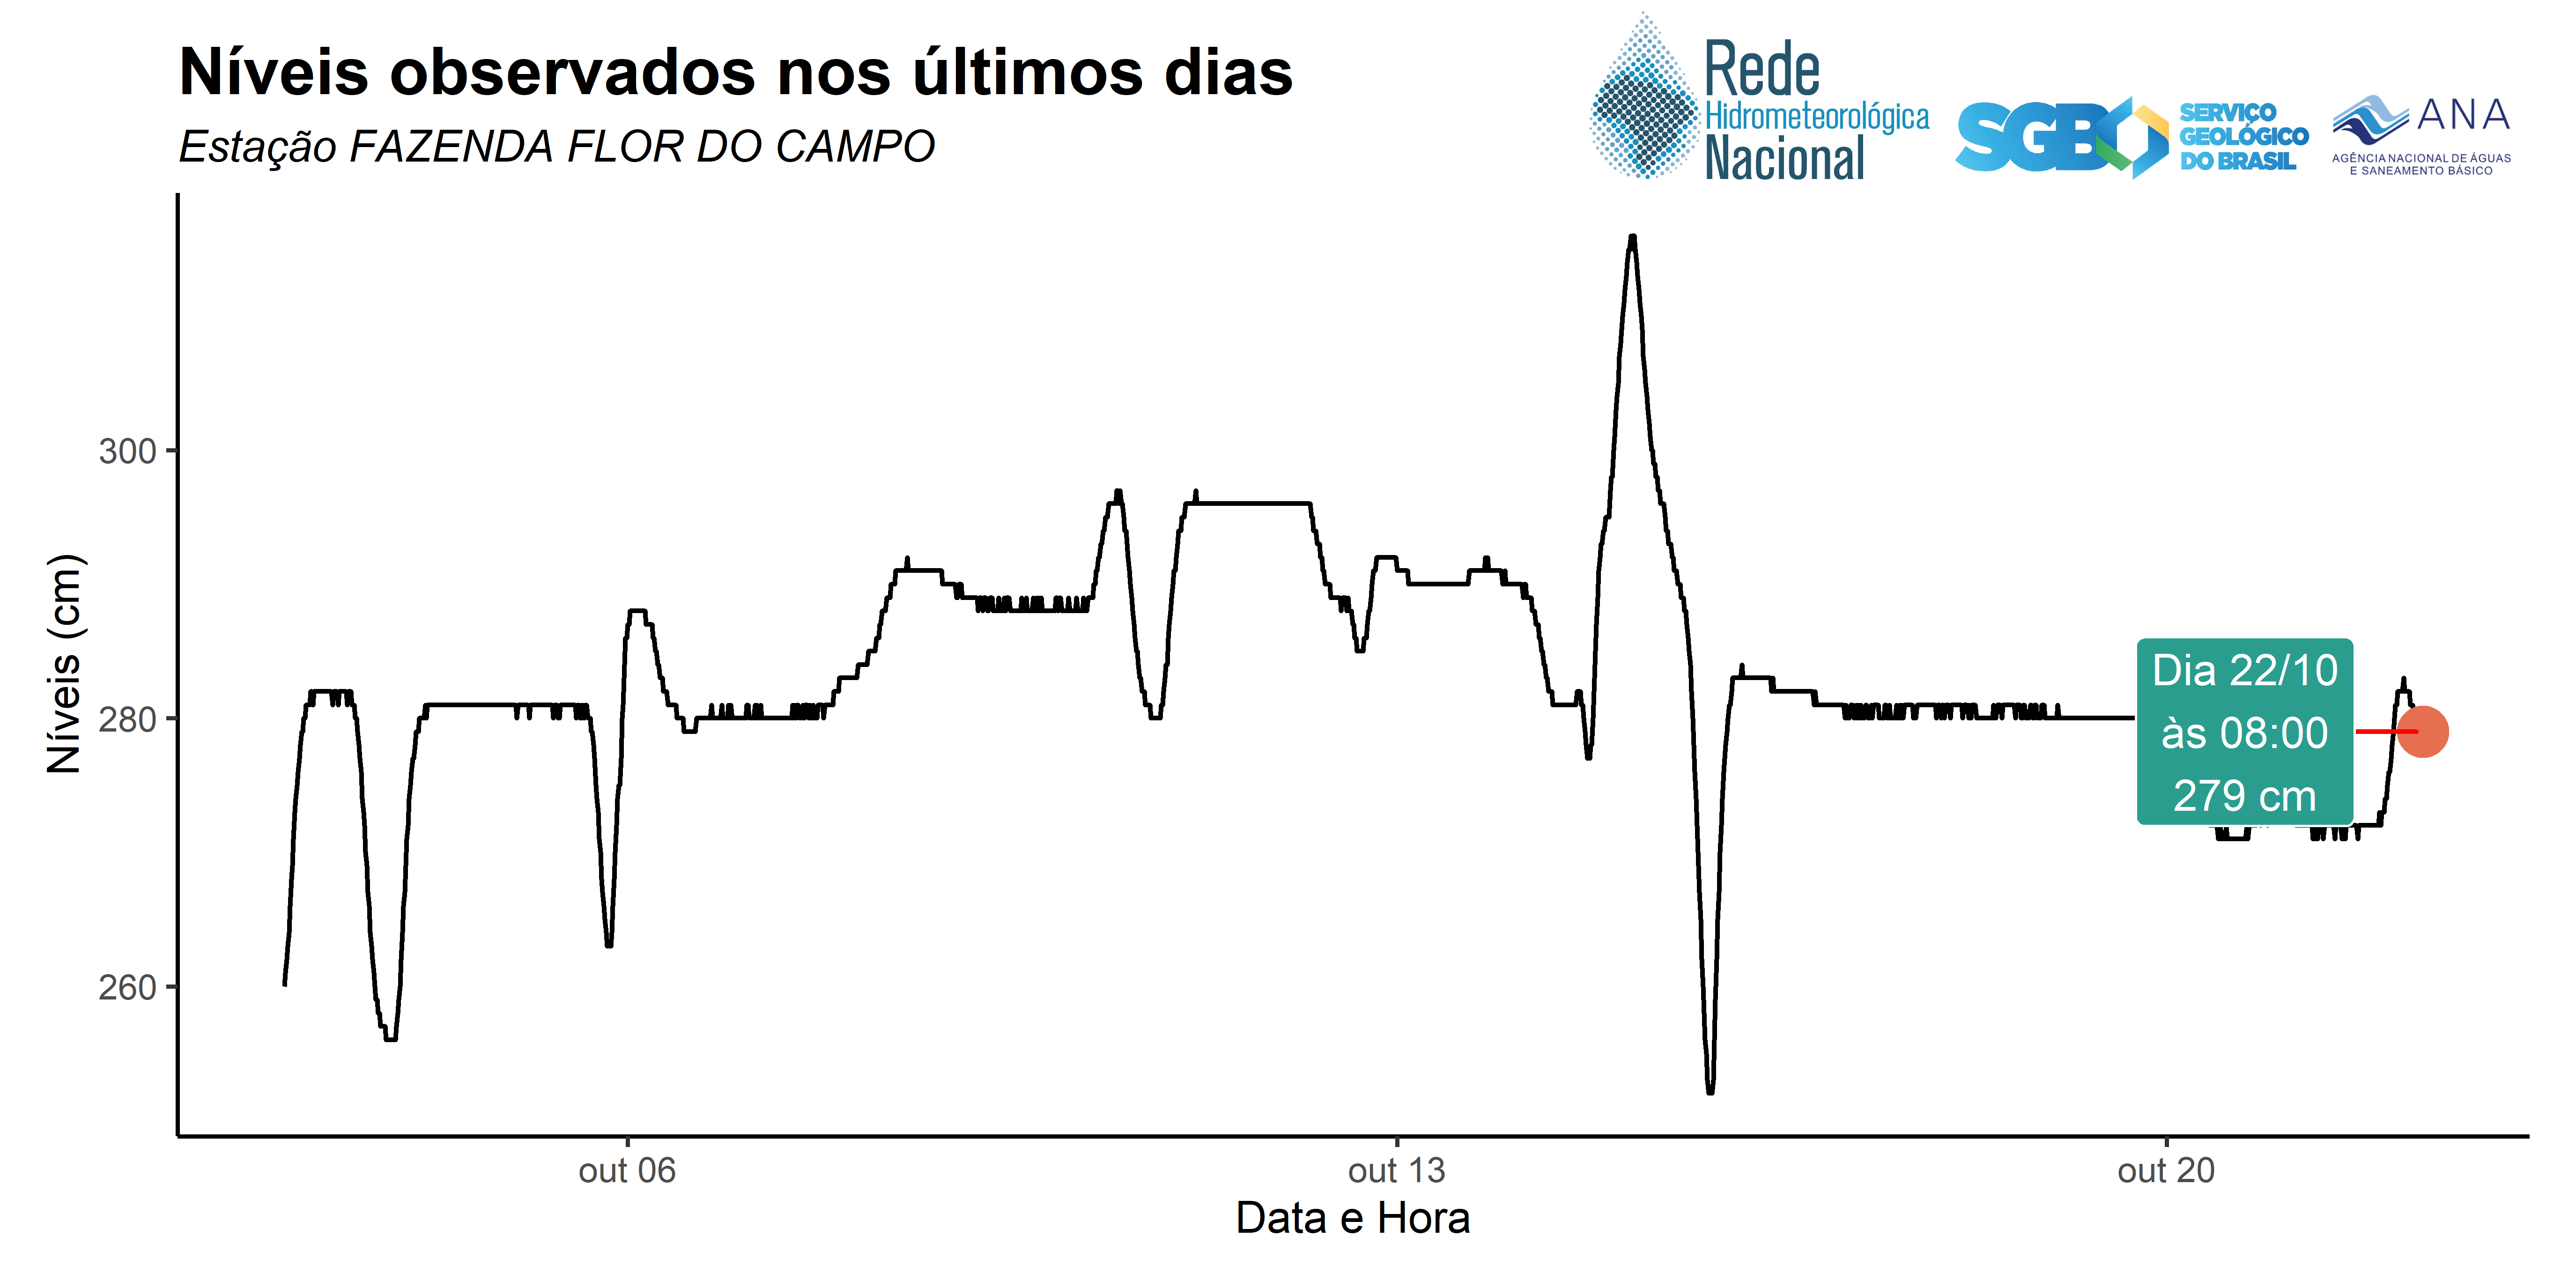 Níveis observados nos últimos dias
Estação FAZENDA FLOR DO CAMPO
Rede
Hidrometeorológica
Nacional
SGB
SERVIÇO
GEOLÓGICO
DO BRASIL
ANA
AGÊNCIA NACIONAL DE ÁGUAS
E SANEAMENTO BÁSICO
Níveis (cm)
300
280
260
Dia 22/10
às 08:00
279 cm
out 06
out 13
out 20
Data e Hora